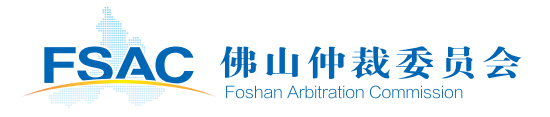 FSAC
佛山仲裁委员会
Foshan Arbitration Commission